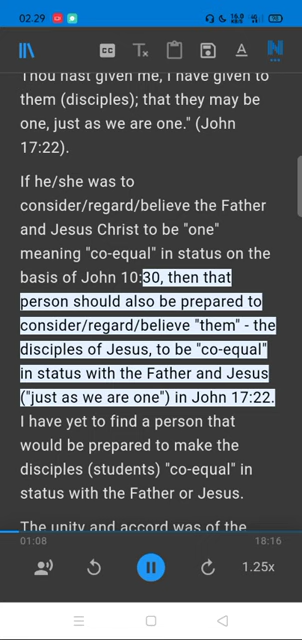 02.29
16.8 KB/s
4G
CC
A
N
Thou hast given me, I have given to
them (disciples); that they may be
one, just as we are one." (John
17:22).
If he/she was to
consider/regard/believe the Father
and Jesus Christ to be "one"
meaning "co-equal" in status on the
basis of John 10:30, then that
person should also be prepared to
consider/regard/believe "them" - the
disciples of Jesus, to be "co-equal"
in status with the Father and Jesus
("just as we are one") in John 17:22.
I have yet to find a person that
would be prepared to make the
disciples (students) "co-equal" in
status with the Father or Jesus.
The unity and accord was of the
01:08
18:16
1.25x